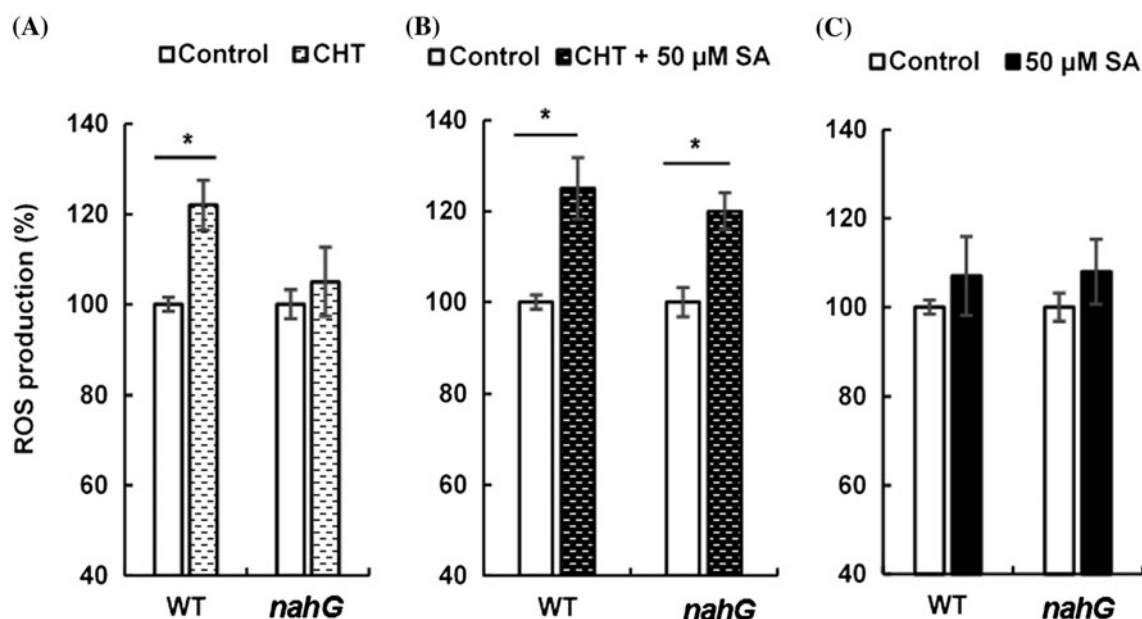 (A)
Control CHT
ROS production (%)
140
120
100
80
60
40
*
WT nahG
(B)
Control CHT + 50 µM SA
140
120
100
80
60
40
* *
WT nahG
(C)
Control 50 µM SA
140
120
100
80
60
40
WT nahG